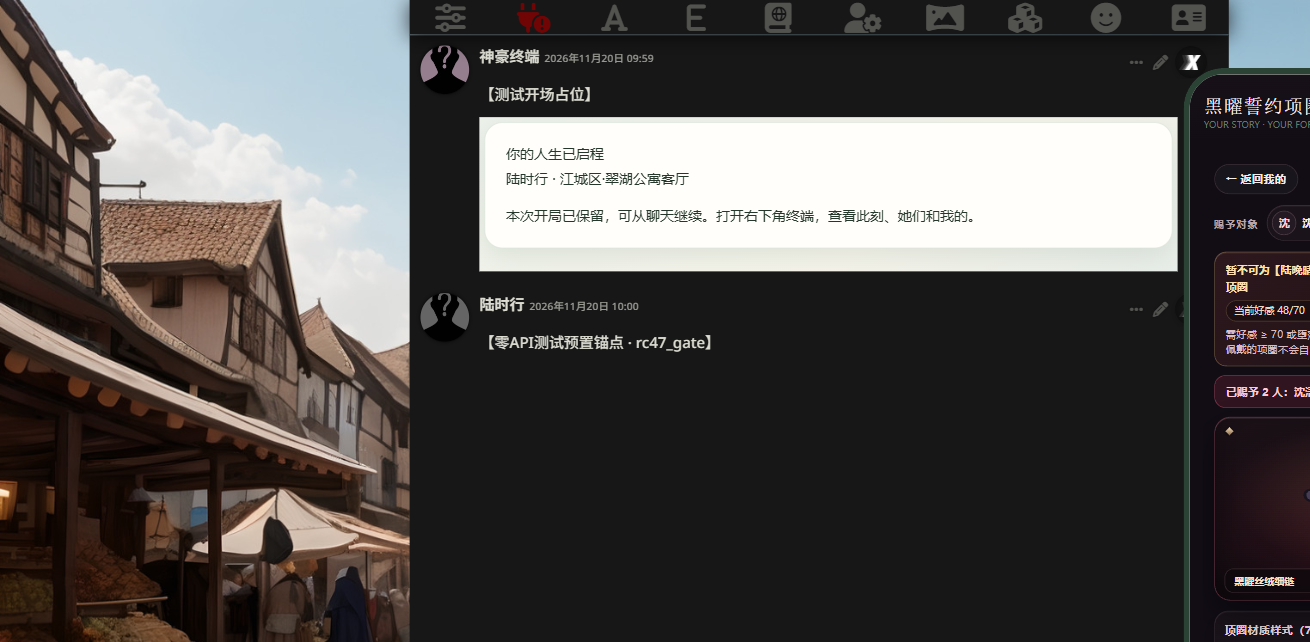 神豪终端 2026年11月20日 09:59
【测试开场占位】
你的人生已启程
陆时行 · 江城区·翠湖公寓客厅
本次开局已保留，可从聊天继续。打开右下角终端，查看此刻、她们和我的。
陆时行 2026年11月20日 10:00
【零API测试预置锚点 · rc47_gate】
X
黑曜誓约项
YOUR STORY · YOUR FOR
← 返回我的
赐予对象 沈 沈
暂不可为【陆晚
项圈
当前好感 48/70
需好感 ≥ 70 或
佩戴的项圈不会自
已赐予 2 人：沈
黑曜丝绒细链
项圈材质样式（7